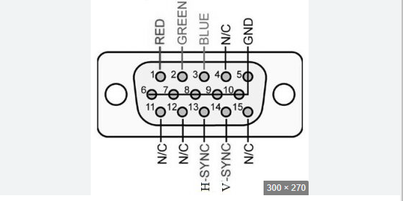 RED
GREEN
BLUE
N/C
GND
1 2 3 4 5
6 7 8 9 10
11 12 13 14 15
N/C
N/C
H-SYNC
V-SYNC
N/C
300 × 270